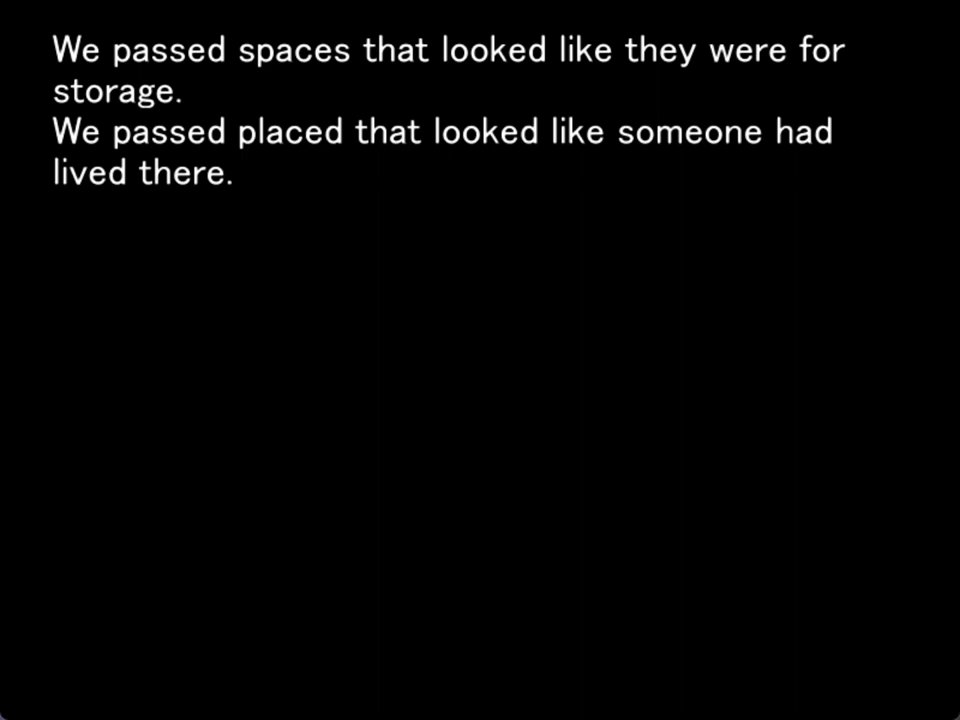 We passed spaces that looked like they were for
storage.
We passed placed that looked like someone had
lived there.